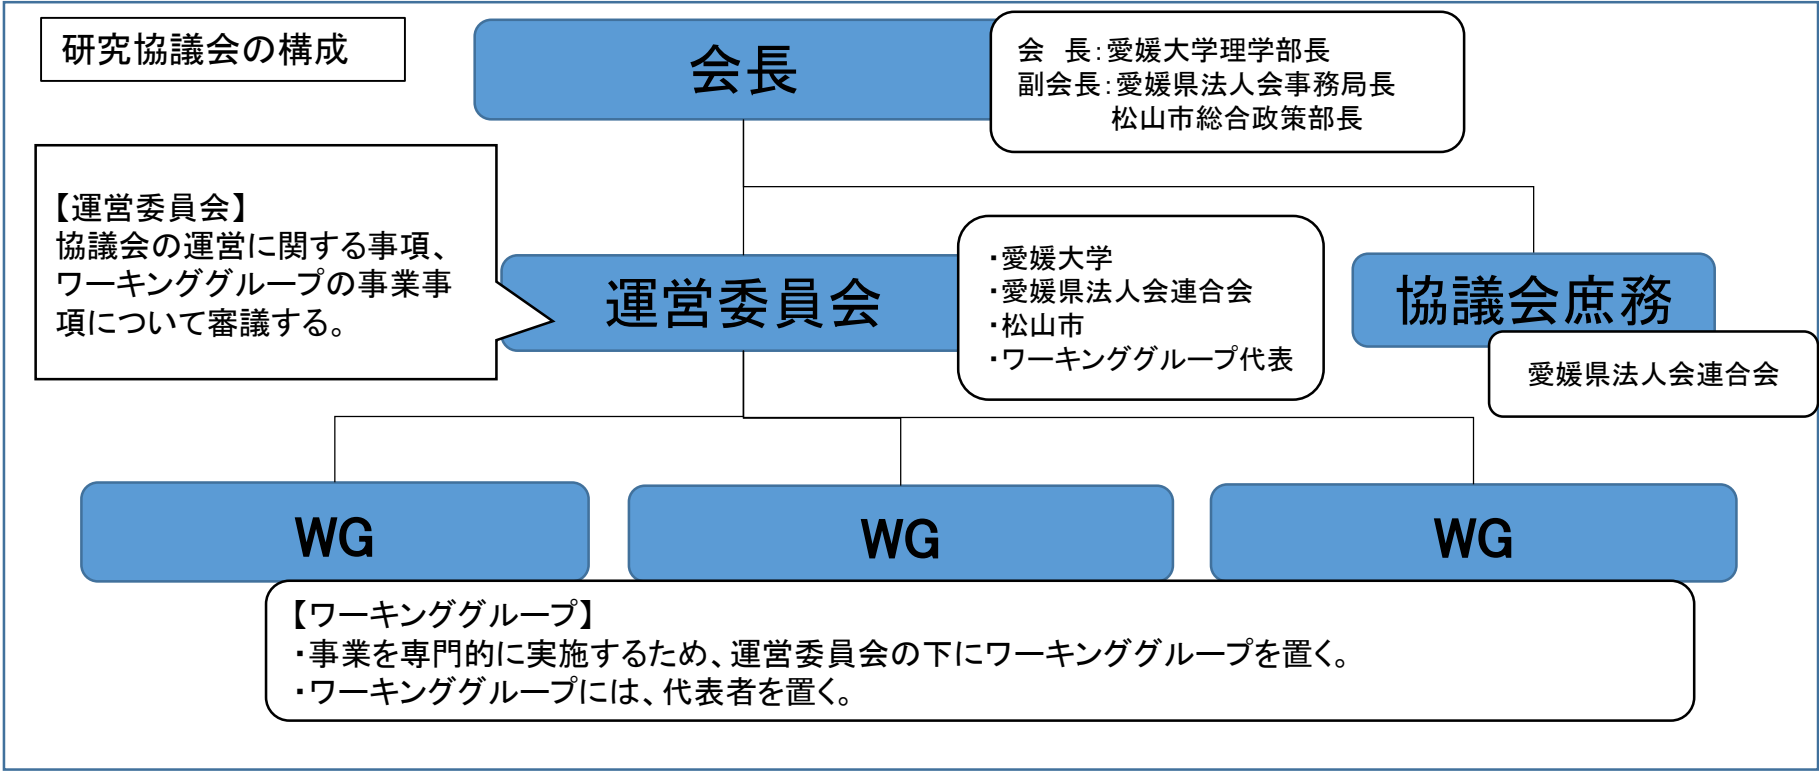 研究協議会の構成
会長
会　長：愛媛大学理学部長
副会長：愛媛県法人会事務局長
松山市総合政策部長
【運営委員会】
協議会の運営に関する事項、
ワーキンググループの事業事
項について審議する。
運営委員会
・愛媛大学
・愛媛県法人会連合会
・松山市
・ワーキンググループ代表
協議会庶務
愛媛県法人会連合会
WG
WG
WG
【ワーキンググループ】
・事業を専門的に実施するため、運営委員会の下にワーキンググループを置く。
・ワーキンググループには、代表者を置く。